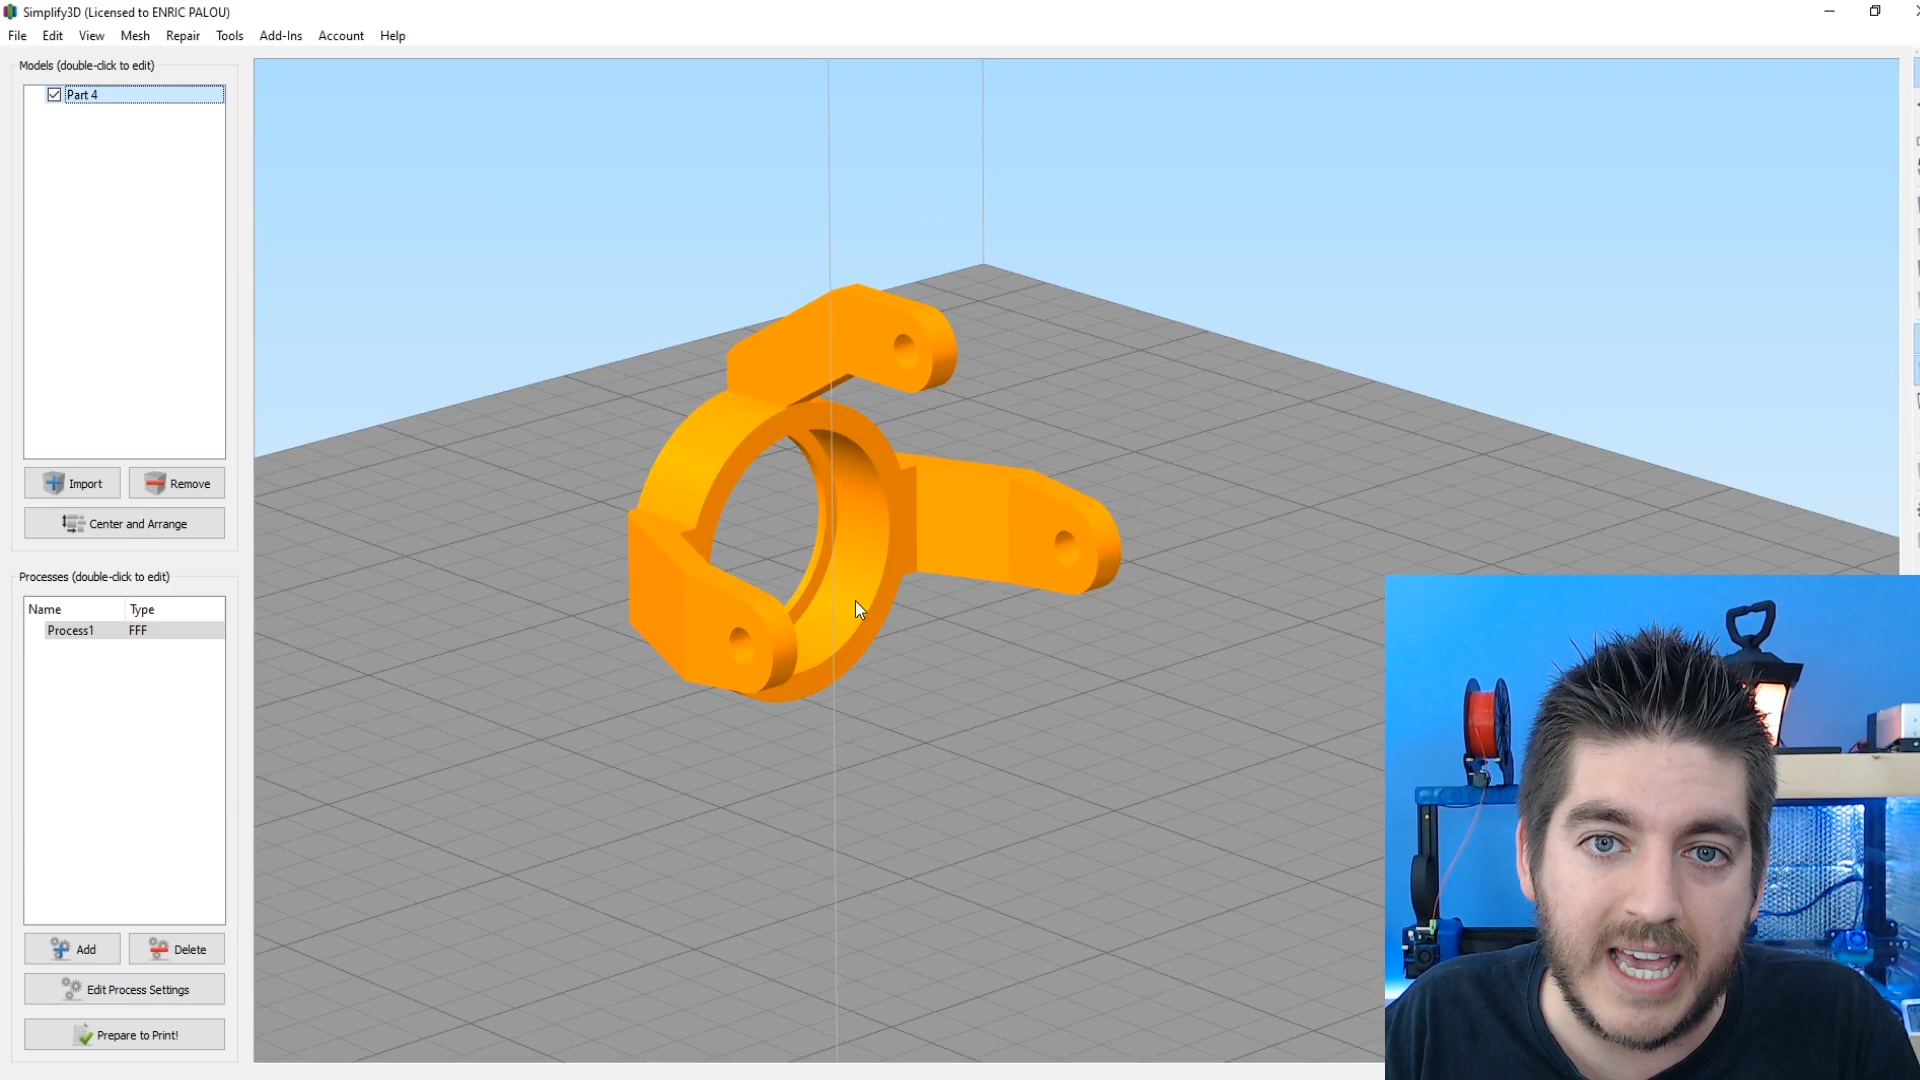 Simplify3D (Licensed to ENRIC PALOU)
File Edit View Mesh Repair Tools Add-Ins Account Help
Models (double-click to edit)
Part 4
Import Remove
Center and Arrange
Processes (double-click to edit)
Name Type
Process1 FFF
Add Delete
Edit Process Settings
Prepare to Print!